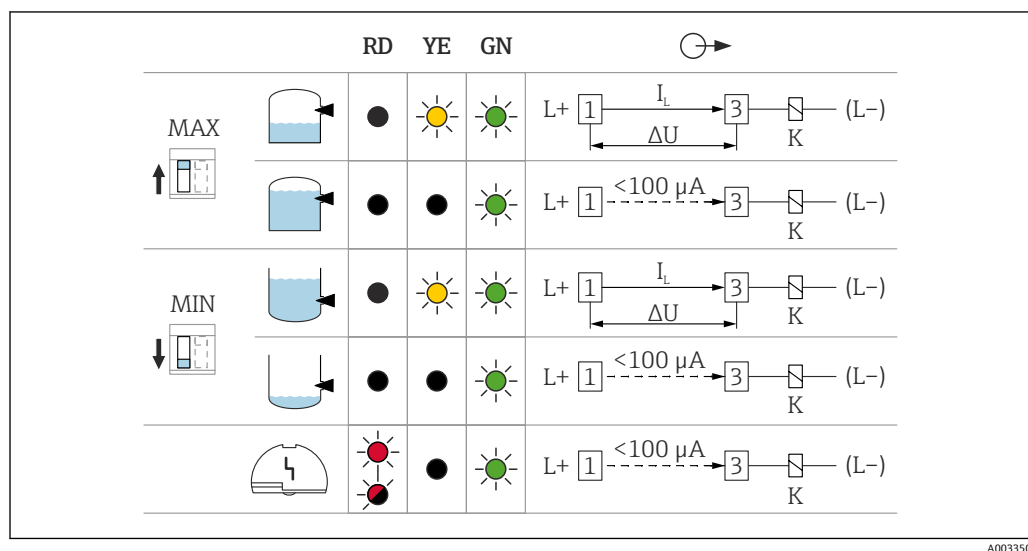 RD YE GN
MAX
L+ 1 I_L 3 (L−)
ΔU K
L+ 1 <100 µA 3 (L−)
K
MIN
L+ 1 I_L 3 (L−)
ΔU K
L+ 1 <100 µA 3 (L−)
K
L+ 1 <100 µA 3 (L−)
K